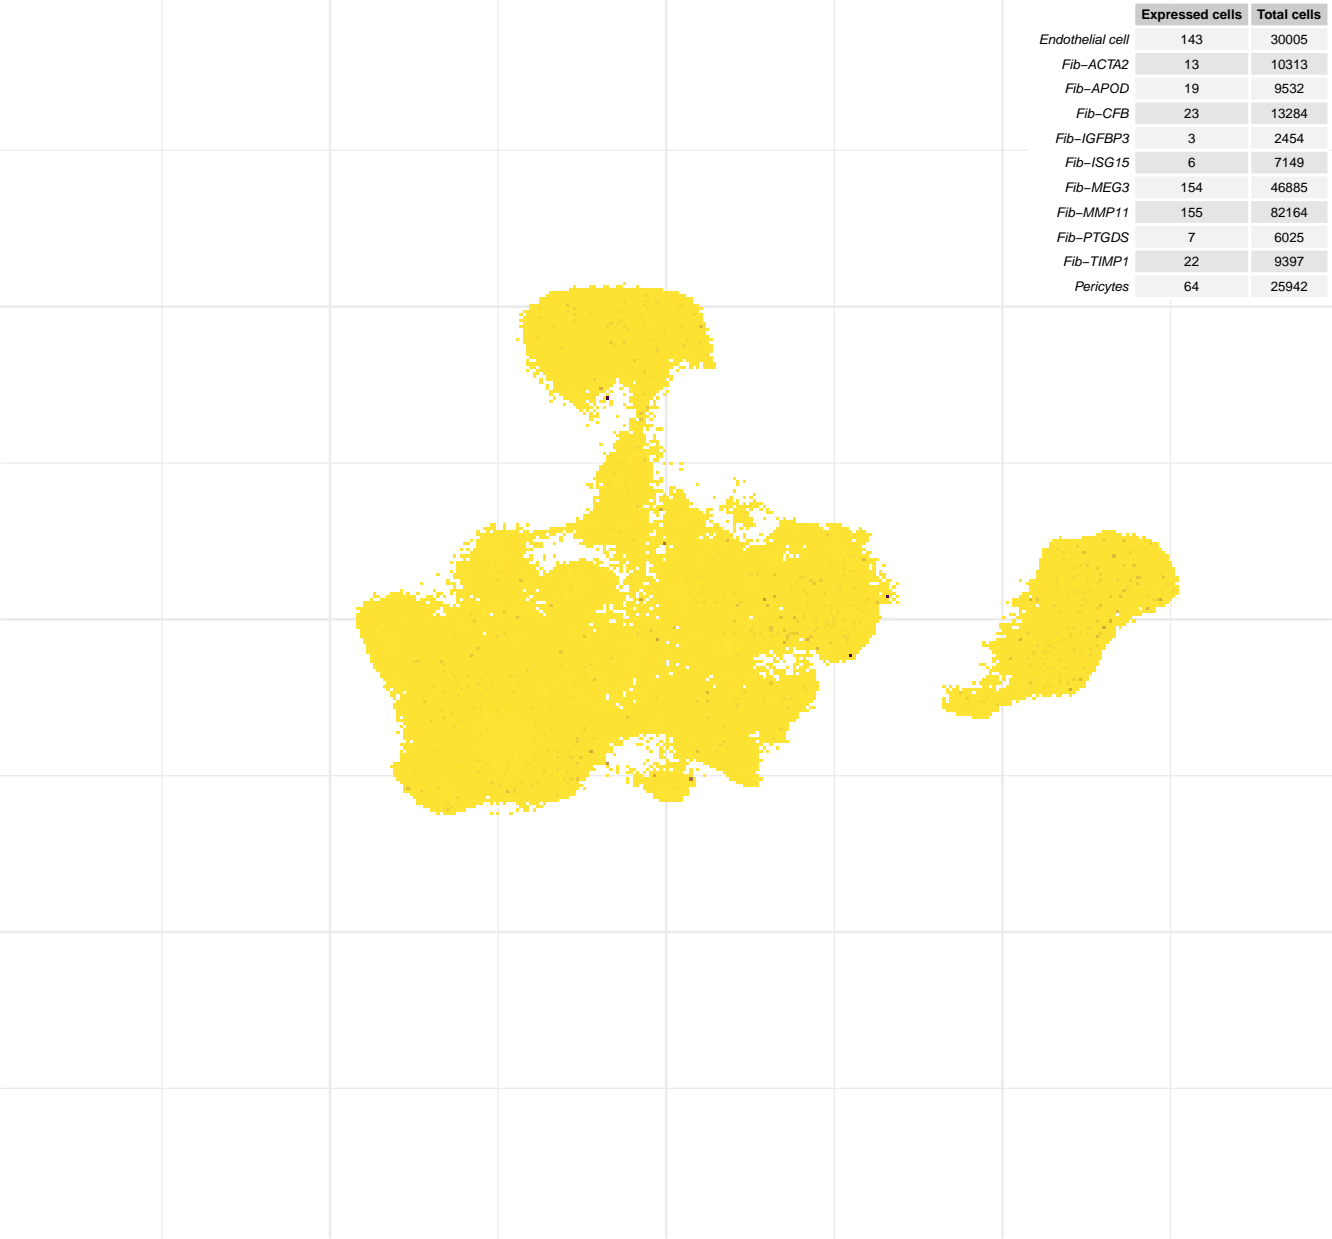 Expressed cells Total cells
Endothelial cell 143 30005
Fib−ACTA2 13 10313
Fib−APOD 19 9532
Fib−CFB 23 13284
Fib−IGFBP3 3 2454
Fib−ISG15 6 7149
Fib−MEG3 154 46885
Fib−MMP11 155 82164
Fib−PTGDS 7 6025
Fib−TIMP1 22 9397
Pericytes 64 25942